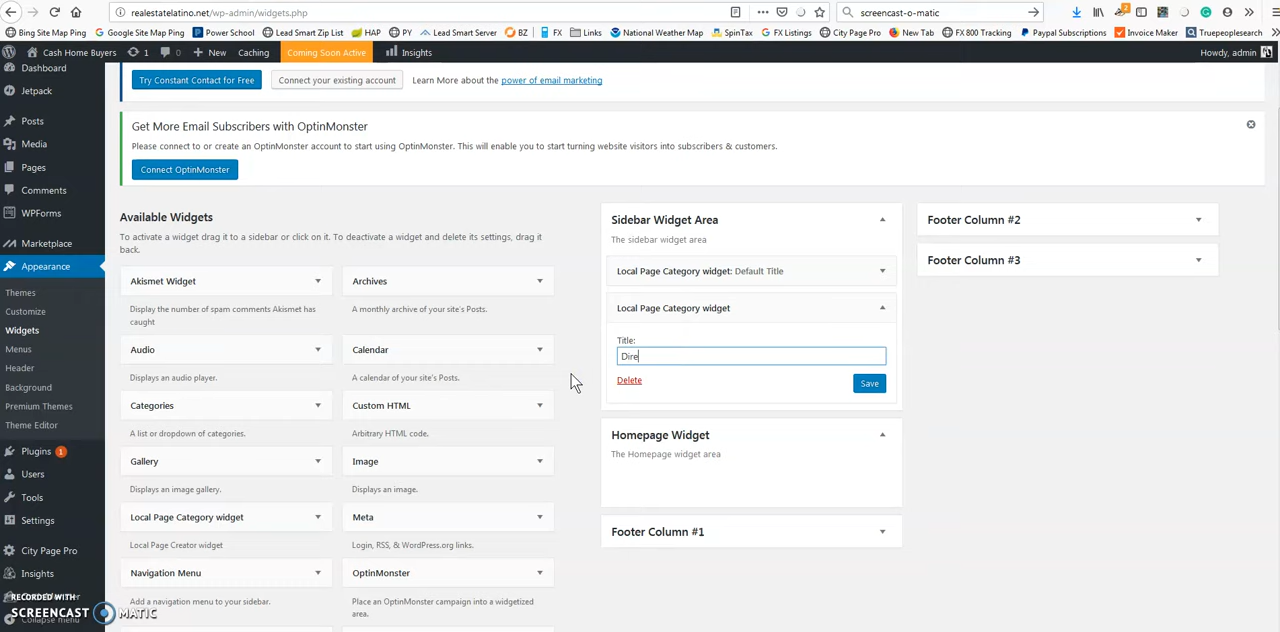 realestatelatino.net/wp-admin/widgets.php
screencast-o-matic
2
Bing Site Map Ping
Google Site Map Ping
Power School
Lead Smart Zip List
HAP
PY
Lead Smart Server
BZ
FX
Links
National Weather Map
SpinTax
FX Listings
City Page Pro
New Tab
FX 800 Tracking
Paypal Subscriptions
Invoice Maker
Truepeoplesearch
Cash Home Buyers
1
0
New
Caching
Coming Soon Active
Insights
Howdy, admin
Dashboard
Jetpack
Posts
Media
Pages
Comments
WPForms
Marketplace
Appearance
Themes
Customize
Widgets
Menus
Header
Background
Premium Themes
Theme Editor
Plugins 1
Users
Tools
Settings
City Page Pro
Insights
Collapse menu
RECORDED WITH
SCREENCAST MATIC
Try Constant Contact for Free
Connect your existing account
Learn More about the power of email marketing
Get More Email Subscribers with OptinMonster
Please connect to or create an OptinMonster account to start using OptinMonster. This will enable you to start turning website visitors into subscribers & customers.
Connect OptinMonster
Available Widgets
To activate a widget drag it to a sidebar or click on it. To deactivate a widget and delete its settings, drag it
back.
Akismet Widget
Display the number of spam comments Akismet has
caught
Archives
A monthly archive of your site's Posts.
Audio
Displays an audio player.
Calendar
A calendar of your site's Posts.
Categories
A list or dropdown of categories.
Custom HTML
Arbitrary HTML code.
Gallery
Displays an image gallery.
Image
Displays an image.
Local Page Category widget
Local Page Creator widget
Meta
Login, RSS, & WordPress.org links.
Navigation Menu
Add a navigation menu to your sidebar.
OptinMonster
Place an OptinMonster campaign into a widgetized
area.
Sidebar Widget Area
The sidebar widget area
Local Page Category widget: Default Title
Local Page Category widget
Title:
Dire
Delete
Save
Homepage Widget
The Homepage widget area
Footer Column #1
Footer Column #2
Footer Column #3